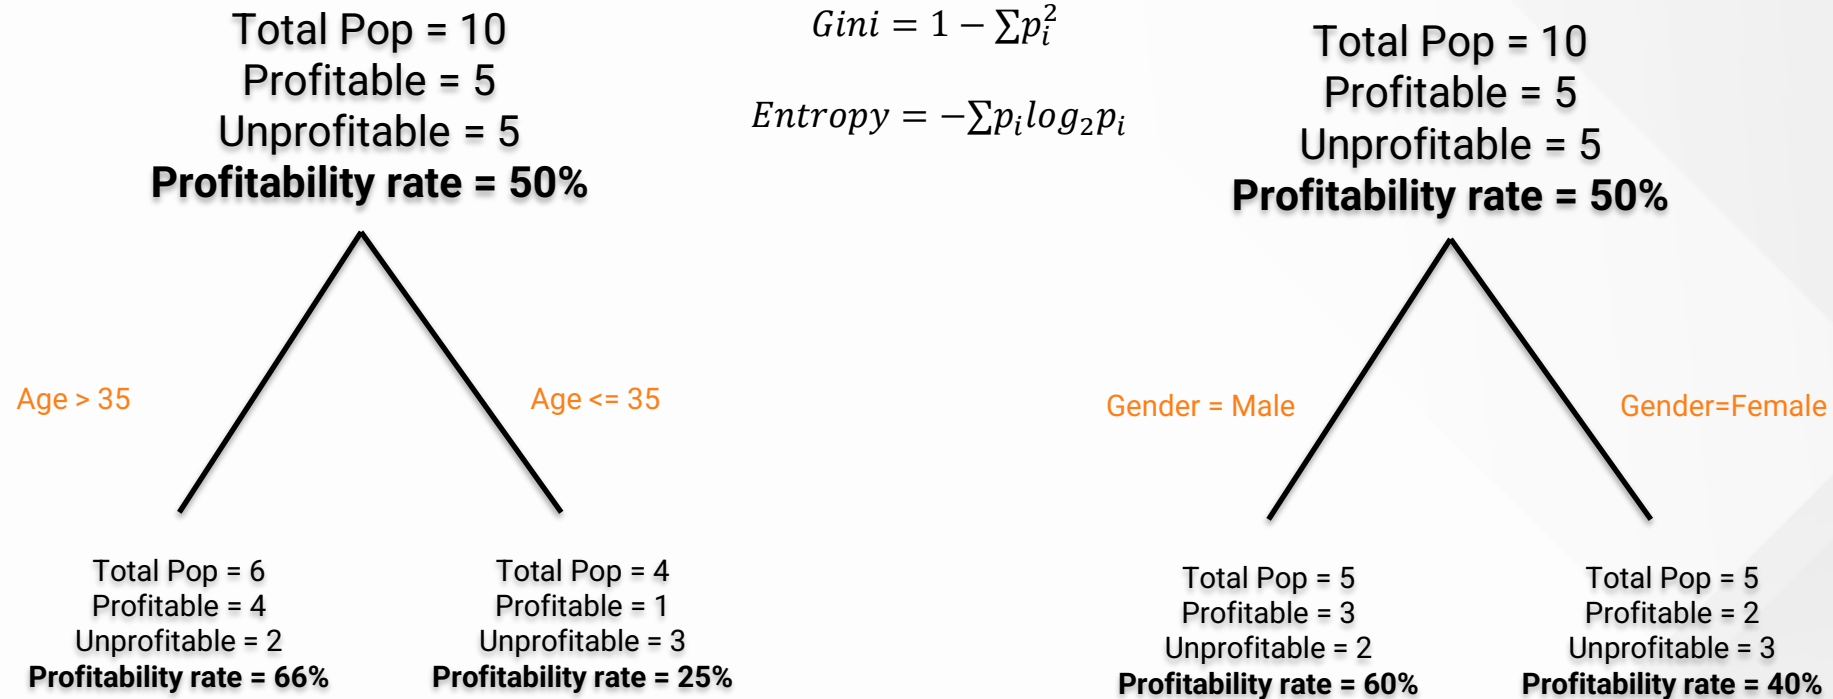 Total Pop = 10
Profitable = 5
Unprofitable = 5
Profitability rate = 50%
Gini = 1 − ∑p_i^2
Entropy = −∑p_i log_2 p_i
Total Pop = 10
Profitable = 5
Unprofitable = 5
Profitability rate = 50%
Age > 35
Age <= 35
Gender = Male
Gender=Female
Total Pop = 6
Profitable = 4
Unprofitable = 2
Profitability rate = 66%
Total Pop = 4
Profitable = 1
Unprofitable = 3
Profitability rate = 25%
Total Pop = 5
Profitable = 3
Unprofitable = 2
Profitability rate = 60%
Total Pop = 5
Profitable = 2
Unprofitable = 3
Profitability rate = 40%